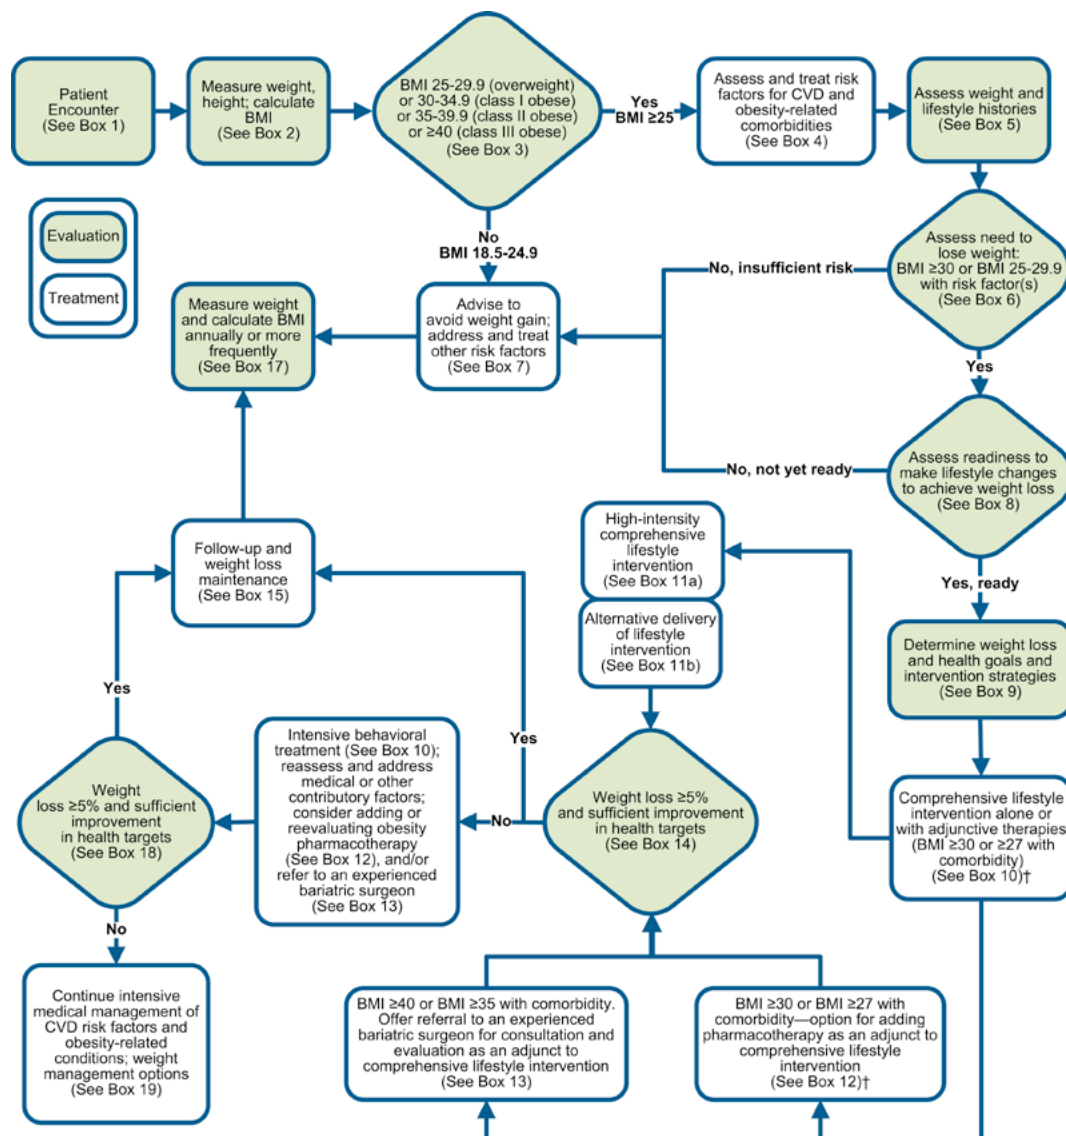 Patient
Encounter
(See Box 1)
Measure weight,
height; calculate
BMI
(See Box 2)
BMI 25-29.9 (overweight)
or 30-34.9 (class I obese)
or 35-39.9 (class II obese)
or ≥40 (class III obese)
(See Box 3)
Yes
BMI ≥25
Assess and treat risk
factors for CVD and
obesity-related
comorbidities
(See Box 4)
Assess weight and
lifestyle histories
(See Box 5)
Evaluation
Treatment
No
BMI 18.5-24.9
No, insufficient risk
Assess need to
lose weight:
BMI ≥30 or BMI 25-29.9
with risk factor(s)
(See Box 6)
Measure weight
and calculate BMI
annually or more
frequently
(See Box 17)
Advise to
avoid weight gain;
address and treat
other risk factors
(See Box 7)
Yes
No, not yet ready
Assess readiness to
make lifestyle changes
to achieve weight loss
(See Box 8)
Follow-up and
weight loss
maintenance
(See Box 15)
High-intensity
comprehensive
lifestyle
intervention
(See Box 11a)
Alternative delivery
of lifestyle
intervention
(See Box 11b)
Yes, ready
Determine weight loss
and health goals and
intervention strategies
(See Box 9)
Yes
Yes
Weight
loss ≥5% and sufficient
improvement
in health targets
(See Box 18)
Intensive behavioral
treatment (See Box 10);
reassess and address
medical or other
contributory factors;
consider adding or
reevaluating obesity
pharmacotherapy
(See Box 12), and/or
refer to an experienced
bariatric surgeon
(See Box 13)
No
Weight loss ≥5%
and sufficient improvement
in health targets
(See Box 14)
Comprehensive lifestyle
intervention alone or
with adjunctive therapies
(BMI ≥30 or ≥27 with
comorbidity)
(See Box 10)†
No
Continue intensive
medical management of
CVD risk factors and
obesity-related
conditions; weight
management options
(See Box 19)
BMI ≥40 or BMI ≥35 with comorbidity.
Offer referral to an experienced
bariatric surgeon for consultation and
evaluation as an adjunct to
comprehensive lifestyle intervention
(See Box 13)
BMI ≥30 or BMI ≥27 with
comorbidity—option for adding
pharmacotherapy as an adjunct to
comprehensive lifestyle
intervention
(See Box 12)†